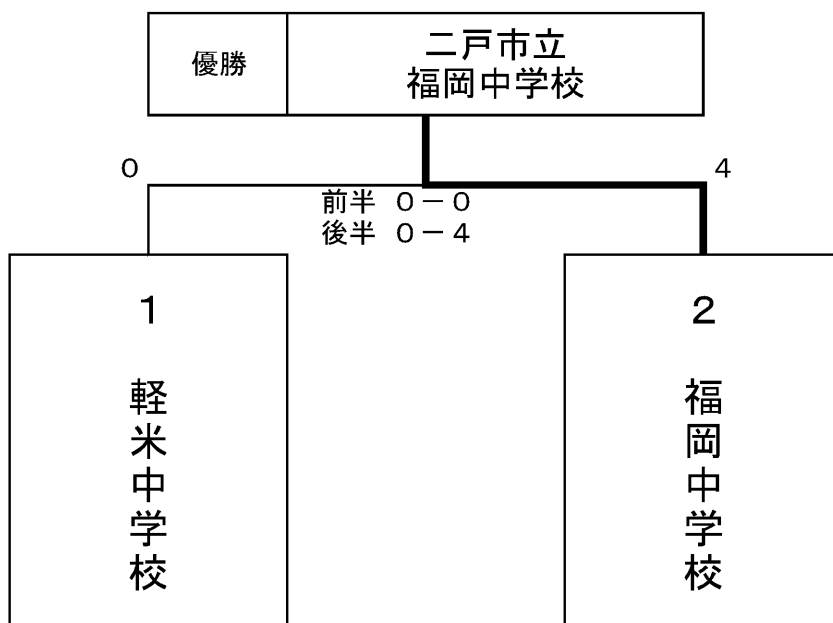 優勝
二戸市立
福岡中学校
０
４
前半 ０－０
後半 ０－４
１
軽米中学校
２
福岡中学校